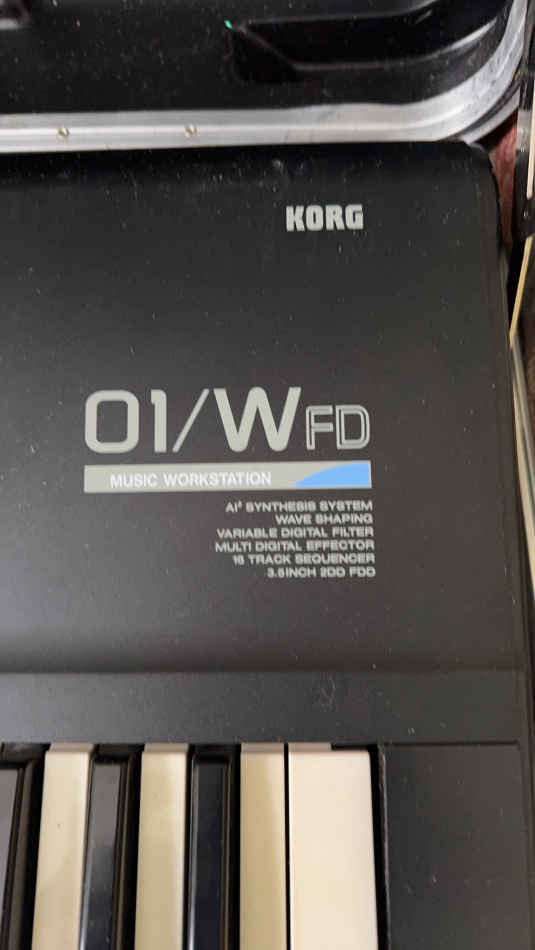 KORG
01/WFD
MUSIC WORKSTATION
AI² SYNTHESIS SYSTEM
WAVE SHAPING
VARIABLE DIGITAL FILTER
MULTI DIGITAL EFFECTOR
16 TRACK SEQUENCER
3.5INCH 2DD FDD